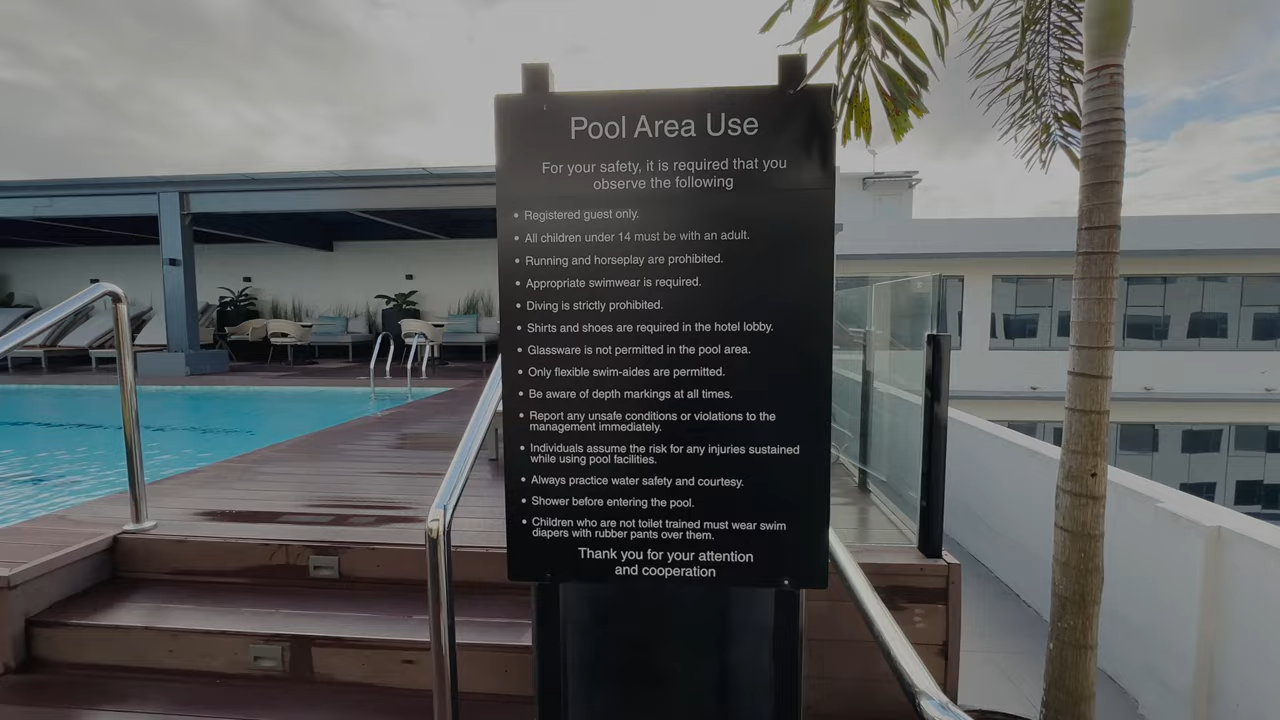 Pool Area Use
For your safety, it is required that you
observe the following
• Registered guest only.
• All children under 14 must be with an adult.
• Running and horseplay are prohibited.
• Appropriate swimwear is required.
• Diving is strictly prohibited.
• Shirts and shoes are required in the hotel lobby.
• Glassware is not permitted in the pool area.
• Only flexible swim-aides are permitted.
• Be aware of depth markings at all times.
• Report any unsafe conditions or violations to the
management immediately.
• Individuals assume the risk for any injuries sustained
while using pool facilities.
• Always practice water safety and courtesy.
• Shower before entering the pool.
• Children who are not toilet trained must wear swim
diapers with rubber pants over them.
Thank you for your attention
and cooperation